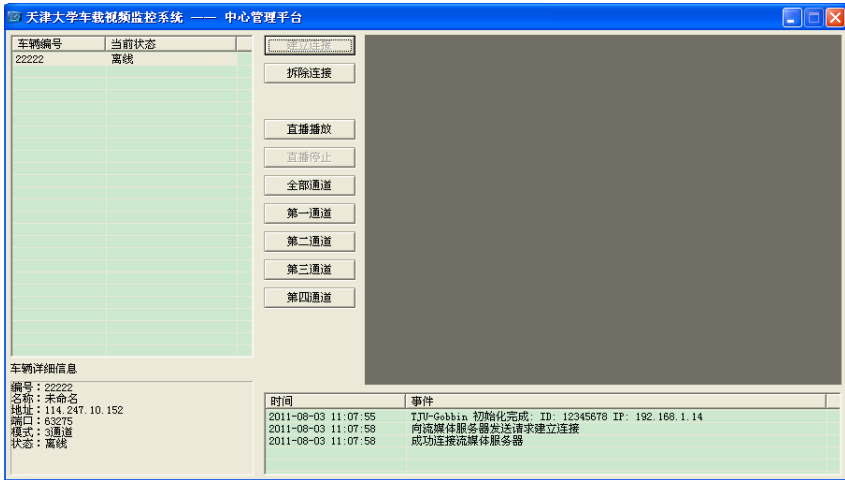 天津大学车载视频监控系统 —— 中心管理平台
车辆编号 当前状态
22222 离线
建立连接
拆除连接
直播播放
直播停止
全部通道
第一通道
第二通道
第三通道
第四通道
车辆详细信息
编号：22222
名称：未命名
地址：114.247.10.152
端口：63275
模式：3通道
状态：离线
时间 事件
2011-08-03 11:07:55 TJU-Gobbin 初始化完成: ID: 12345678 IP: 192.168.1.14
2011-08-03 11:07:58 向流媒体服务器发送请求建立连接
2011-08-03 11:07:58 成功连接流媒体服务器